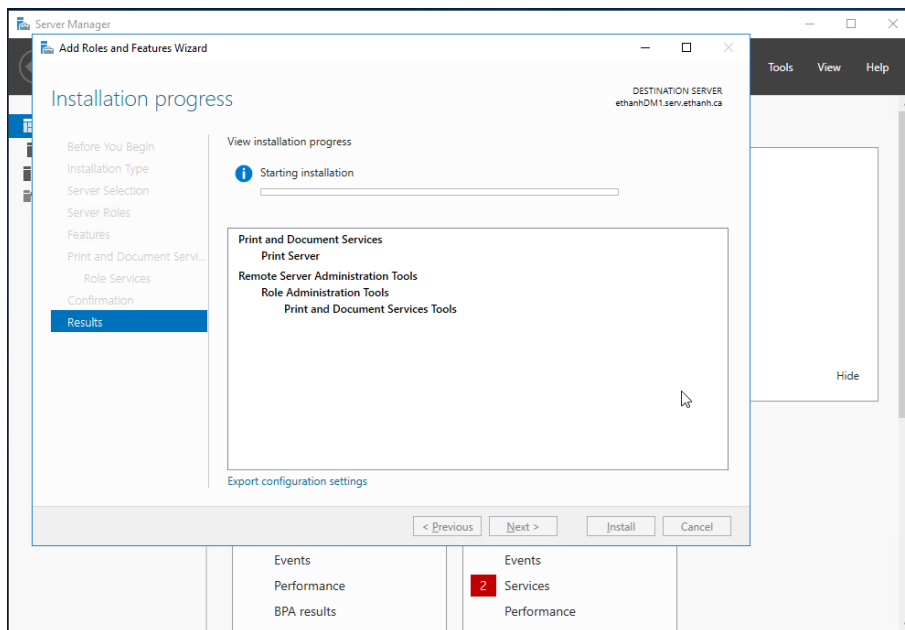 Server Manager
Add Roles and Features Wizard
Tools View Help
Installation progress
DESTINATION SERVER
ethanhDM1.serv.ethanh.ca
Before You Begin
Installation Type
Server Selection
Server Roles
Features
Print and Document Servi...
Role Services
Confirmation
Results
View installation progress
Starting installation
Print and Document Services
Print Server
Remote Server Administration Tools
Role Administration Tools
Print and Document Services Tools
Export configuration settings
Hide
< Previous Next > Install Cancel
Events
Performance
BPA results
Events
2 Services
Performance